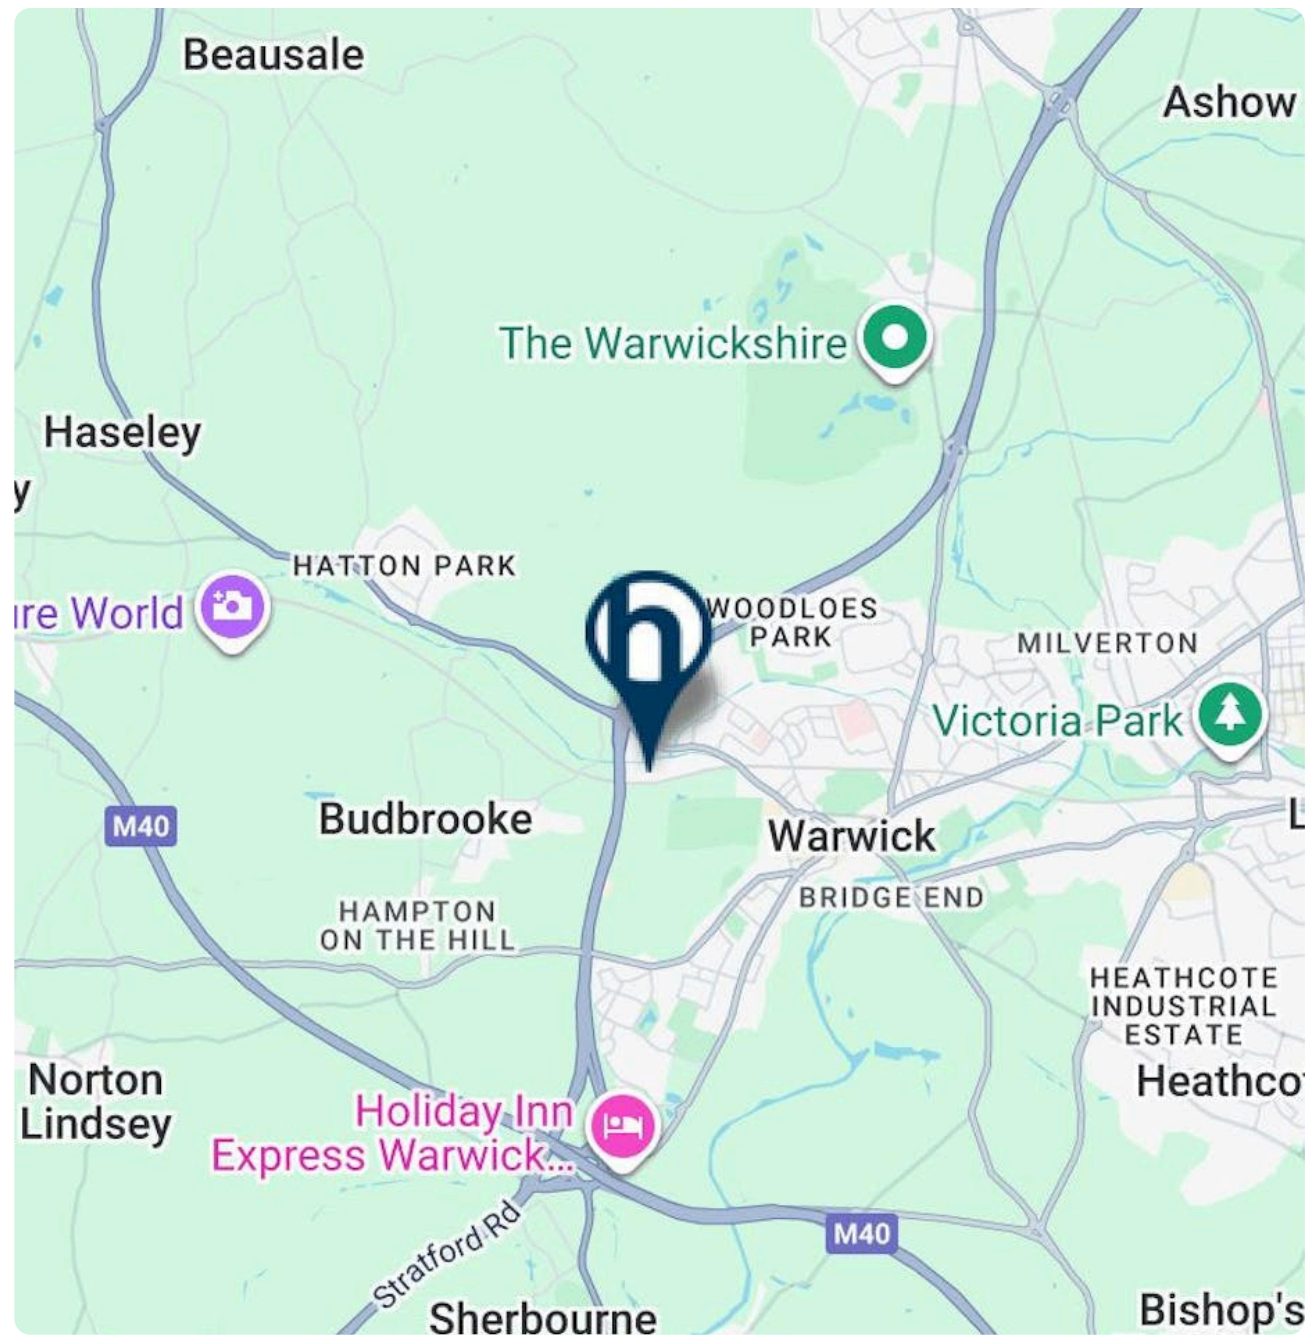 Beausale
Ashow
The Warwickshire
Haseley
y
HATTON PARK
ure World
h
WOODLOES
PARK
MILVERTON
Victoria Park
M40
Budbrooke
Warwick
L
BRIDGE END
HAMPTON
ON THE HILL
HEATHCOTE
INDUSTRIAL
ESTATE
Norton
Lindsey
Heathco
Holiday Inn
Express Warwick...
Stratford Rd
M40
Sherbourne
Bishop's